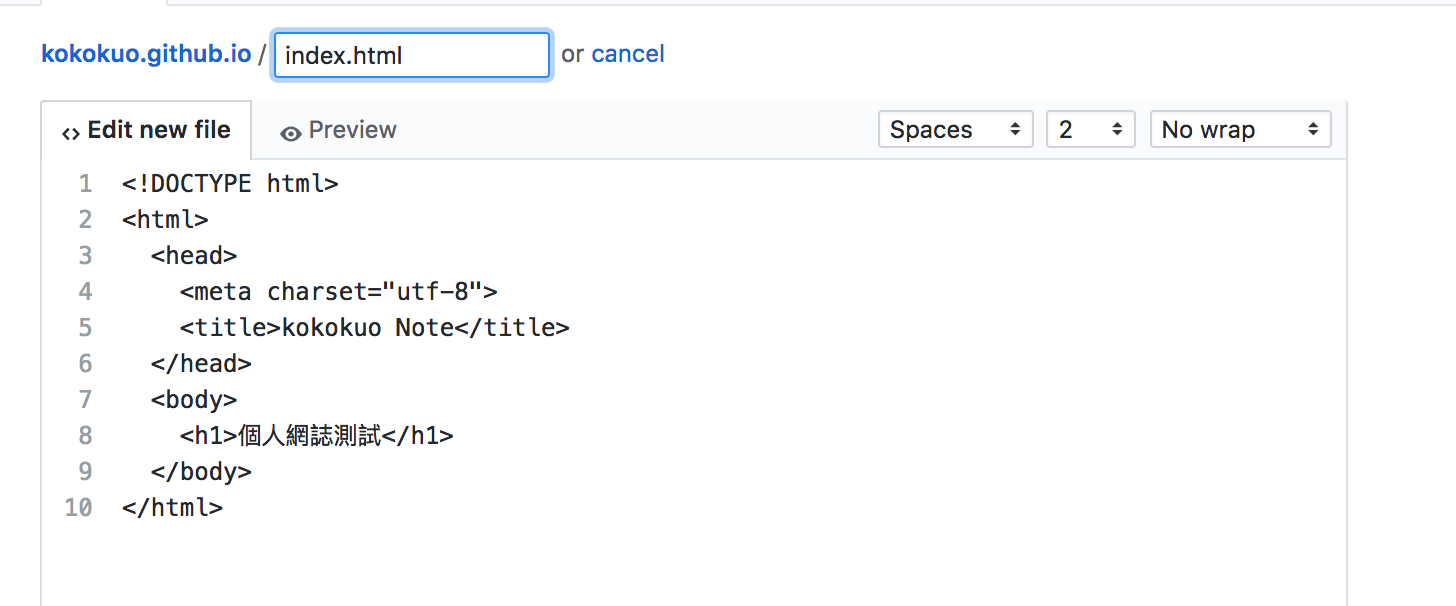 kokokuo.github.io / index.html or cancel
<> Edit new file Preview Spaces 2 No wrap
1 <!DOCTYPE html>
2 <html>
3   <head>
4     <meta charset="utf-8">
5     <title>kokokuo Note</title>
6   </head>
7   <body>
8     <h1>個人網誌測試</h1>
9   </body>
10 </html>